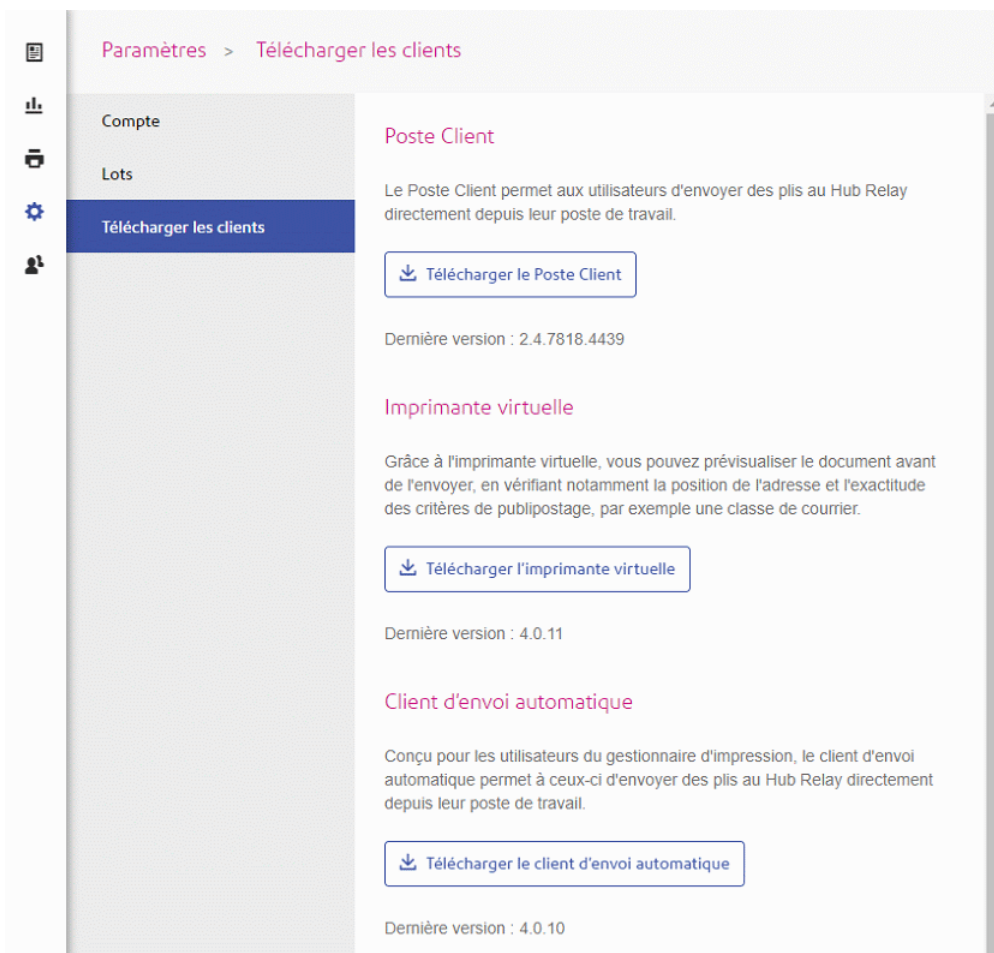 Paramètres > Télécharger les clients
Compte
Lots
Télécharger les clients
Poste Client
Le Poste Client permet aux utilisateurs d'envoyer des plis au Hub Relay
directement depuis leur poste de travail.
Télécharger le Poste Client
Dernière version : 2.4.7818.4439
Imprimante virtuelle
Grâce à l'imprimante virtuelle, vous pouvez prévisualiser le document avant
de l'envoyer, en vérifiant notamment la position de l'adresse et l'exactitude
des critères de publipostage, par exemple une classe de courrier.
Télécharger l'imprimante virtuelle
Dernière version : 4.0.11
Client d'envoi automatique
Conçu pour les utilisateurs du gestionnaire d'impression, le client d'envoi
automatique permet à ceux-ci d'envoyer des plis au Hub Relay directement
depuis leur poste de travail.
Télécharger le client d'envoi automatique
Dernière version : 4.0.10